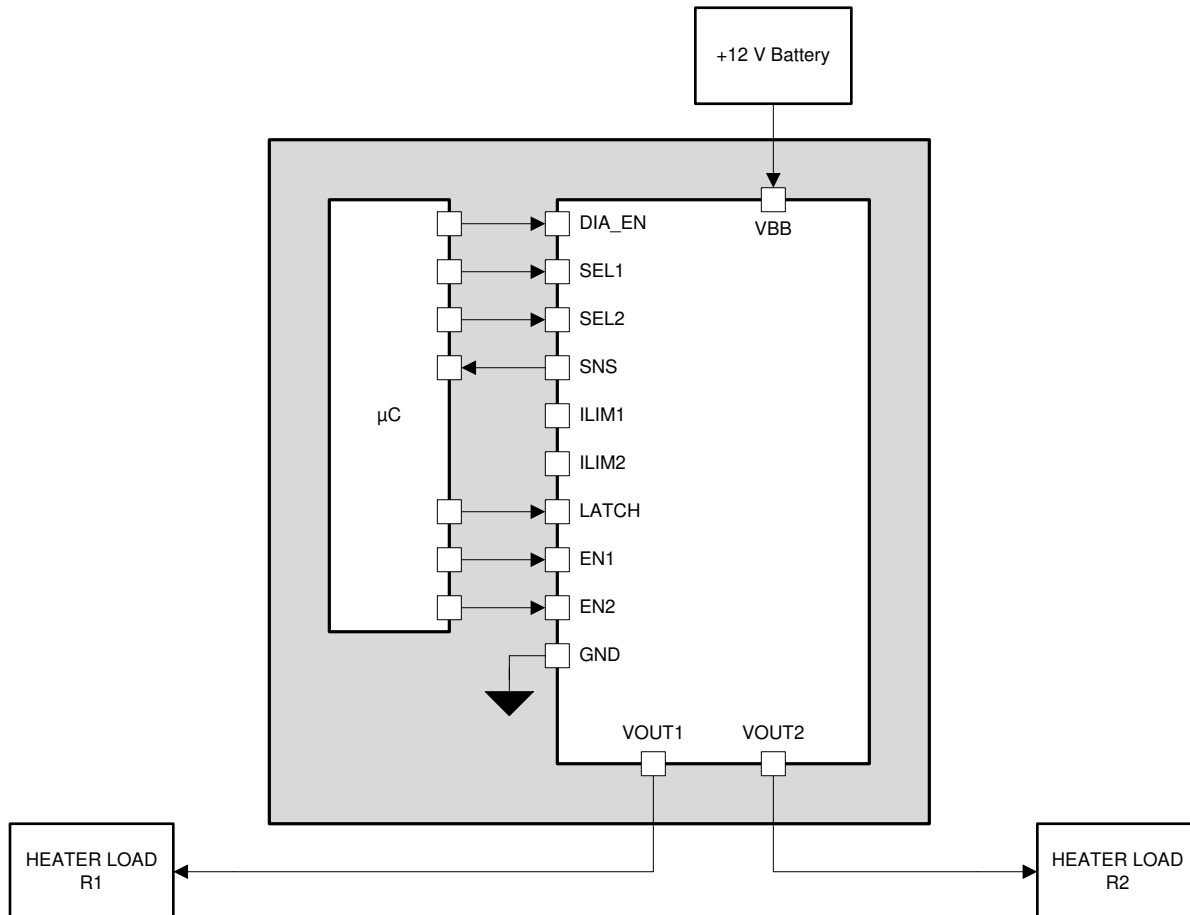 +12 V Battery
VBB
DIA_EN
SEL1
SEL2
SNS
ILIM1
µC
ILIM2
LATCH
EN1
EN2
GND
VOUT1
VOUT2
HEATER LOAD
R1
HEATER LOAD
R2